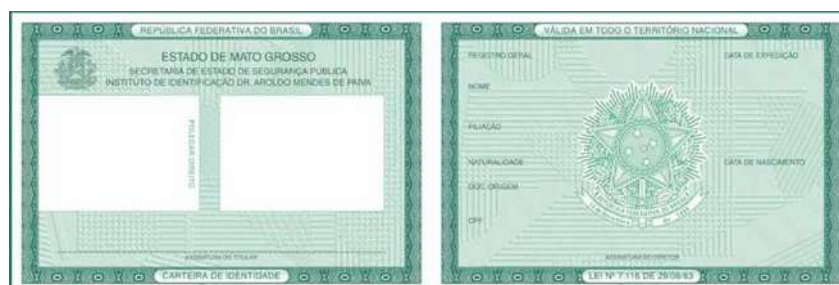 REPÚBLICA FEDERATIVA DO BRASIL
ESTADO DE MATO GROSSO
SECRETARIA DE ESTADO DE SEGURANÇA PÚBLICA
INSTITUTO DE IDENTIFICAÇÃO DR. AROLDO MENDES DE PAIVA
POLEGAR DIREITO
ASSINATURA DO TITULAR
CARTEIRA DE IDENTIDADE
VÁLIDA EM TODO O TERRITÓRIO NACIONAL
REGISTRO GERAL DATA DE EXPEDIÇÃO
NOME
FILIAÇÃO
NATURALIDADE DATA DE NASCIMENTO
DOC. ORIGEM
CPF
ASSINATURA DO DIRETOR
LEI Nº 7.116 DE 29/08/83